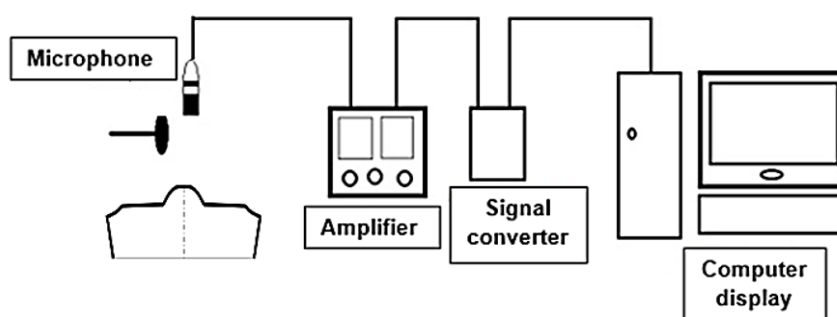 Microphone
Amplifier
Signal
converter
Computer
display